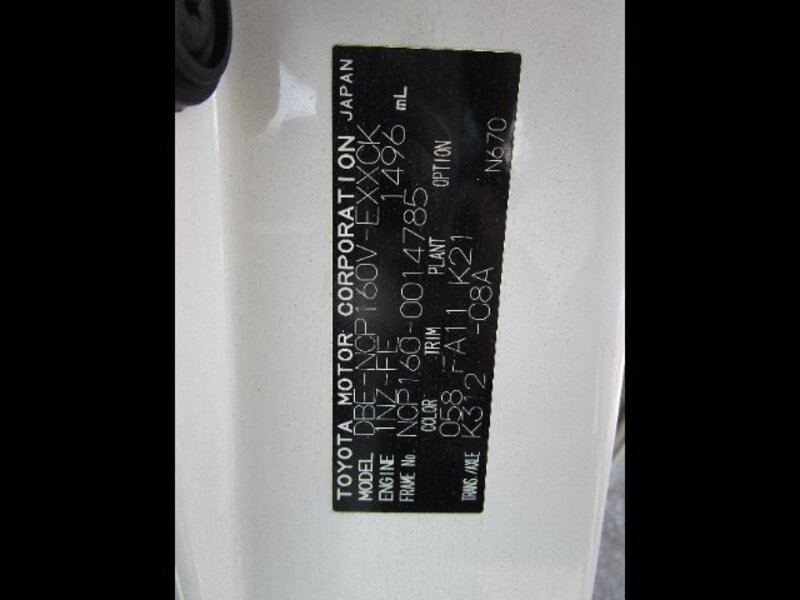 TOYOTA MOTOR CORPORATION JAPAN
MODEL DBE-NCP160V-EXXCK
ENGINE 1NZ-FE 1496 mL
FRAME No. NCP160-0014785
COLOR TRIM PLANT OPTION
058 FA11 K21
TRANS/AXLE K312 -08A N670